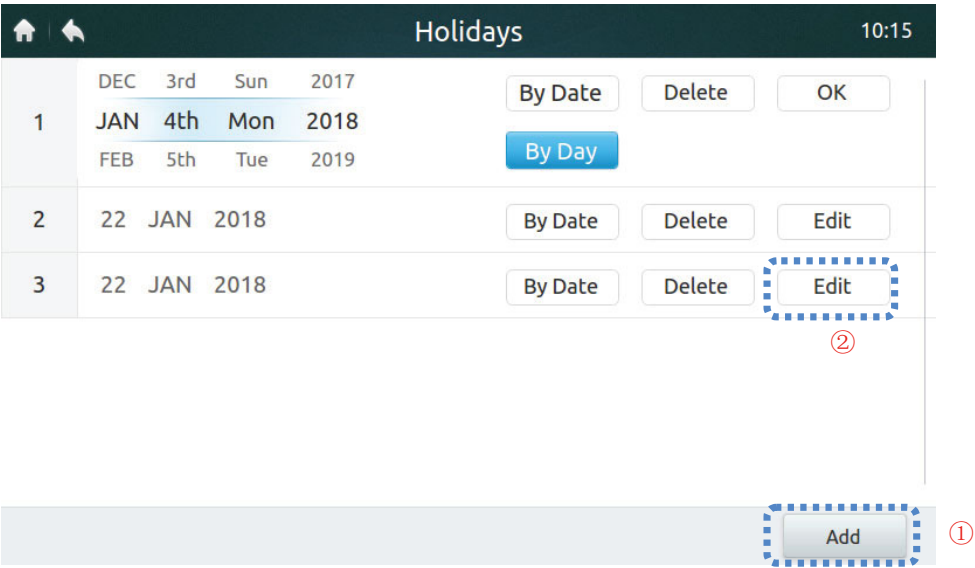 Holidays 10:15
DEC 3rd Sun 2017
By Date Delete OK
1 JAN 4th Mon 2018
By Day
FEB 5th Tue 2019
2 22 JAN 2018 By Date Delete Edit
3 22 JAN 2018 By Date Delete Edit
②
Add ①